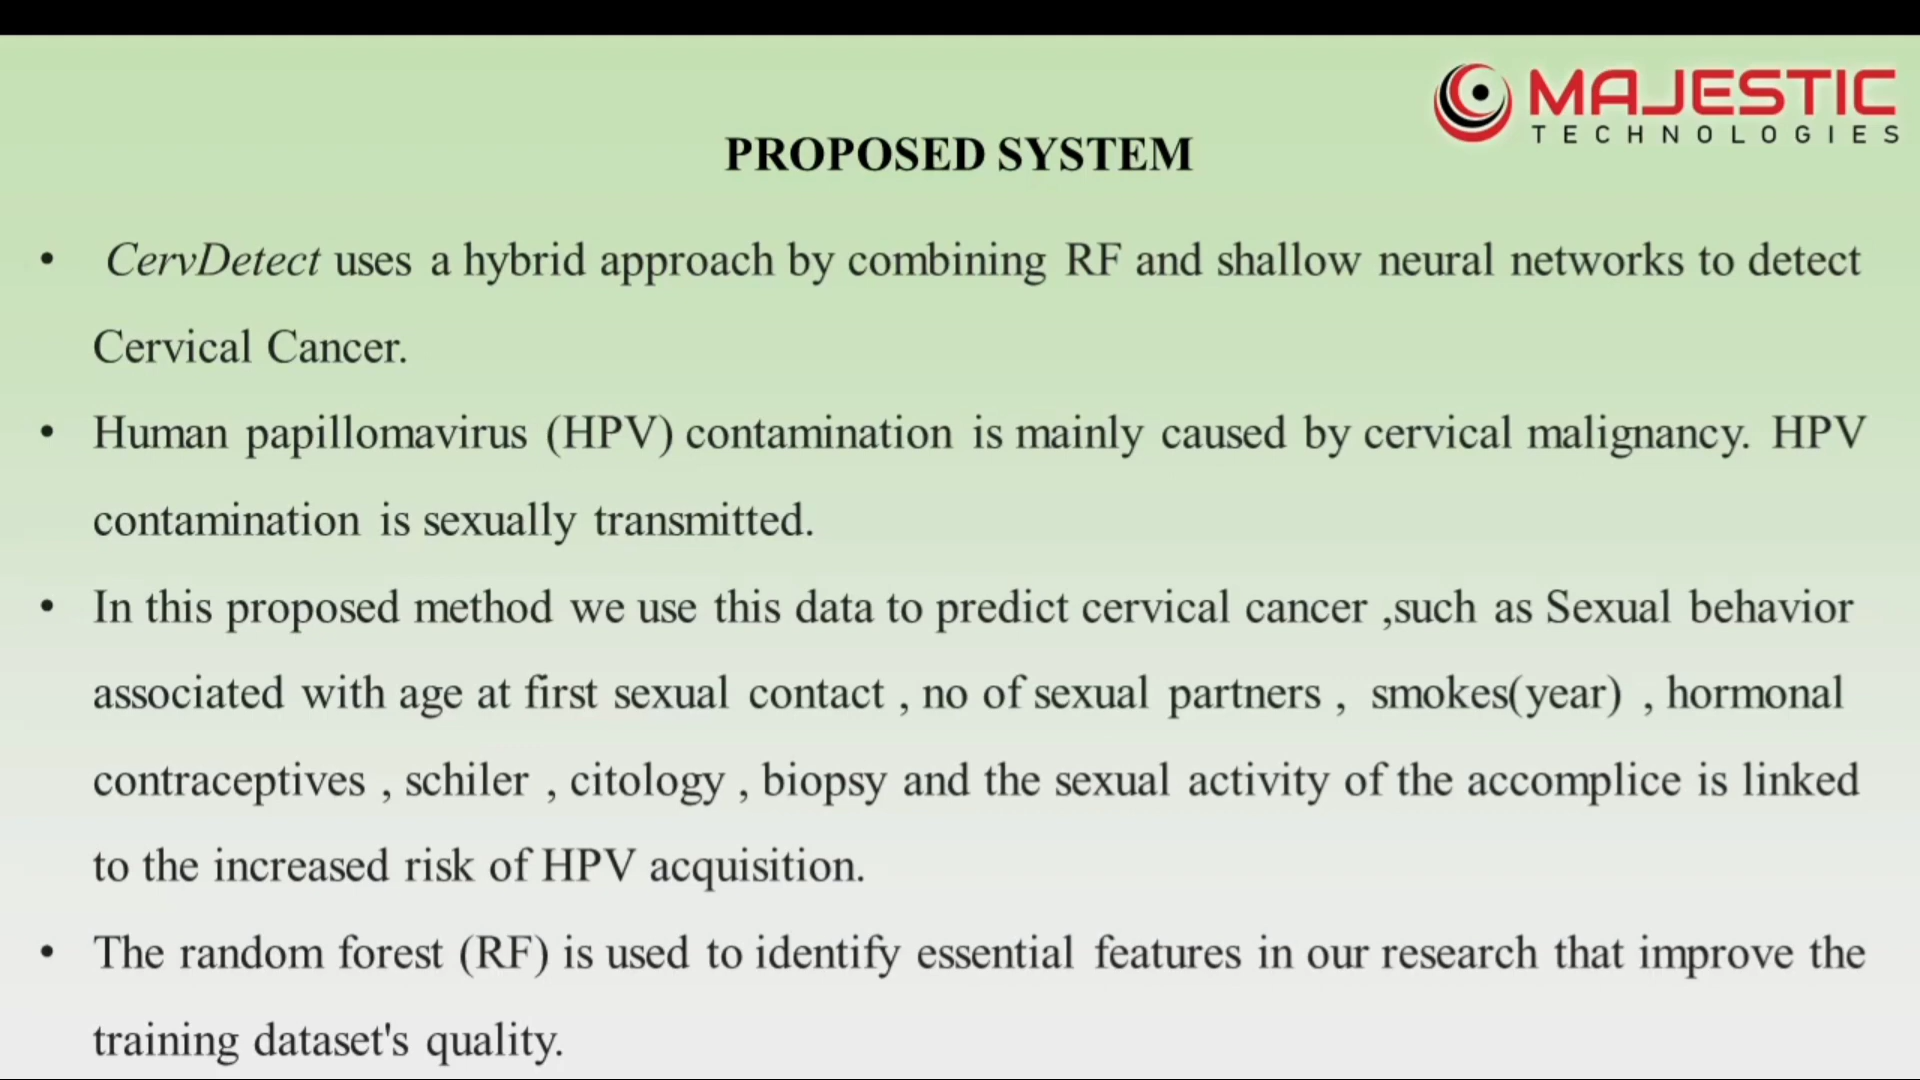 MAJESTIC
TECHNOLOGIES
PROPOSED SYSTEM
• CervDetect uses a hybrid approach by combining RF and shallow neural networks to detect
Cervical Cancer.
• Human papillomavirus (HPV) contamination is mainly caused by cervical malignancy. HPV
contamination is sexually transmitted.
• In this proposed method we use this data to predict cervical cancer ,such as Sexual behavior
associated with age at first sexual contact , no of sexual partners , smokes(year) , hormonal
contraceptives , schiler , citology , biopsy and the sexual activity of the accomplice is linked
to the increased risk of HPV acquisition.
• The random forest (RF) is used to identify essential features in our research that improve the
training dataset's quality.